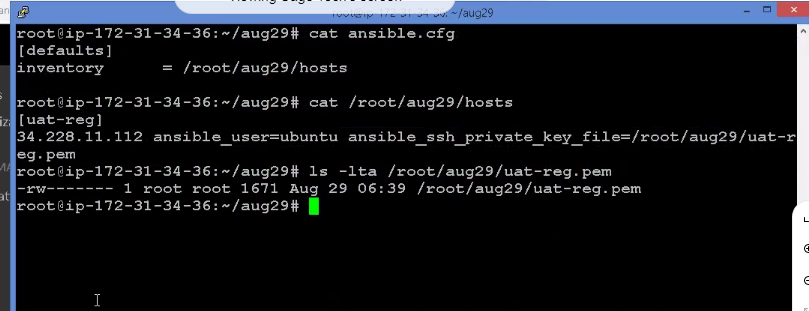 root@ip-172-31-34-36: ~/aug29
root@ip-172-31-34-36:~/aug29# cat ansible.cfg
[defaults]
inventory      = /root/aug29/hosts
root@ip-172-31-34-36:~/aug29# cat /root/aug29/hosts
[uat-reg]
34.228.11.112 ansible_user=ubuntu ansible_ssh_private_key_file=/root/aug29/uat-r
eg.pem
root@ip-172-31-34-36:~/aug29# ls -lta /root/aug29/uat-reg.pem
-rw------- 1 root root 1671 Aug 29 06:39 /root/aug29/uat-reg.pem
root@ip-172-31-34-36:~/aug29#